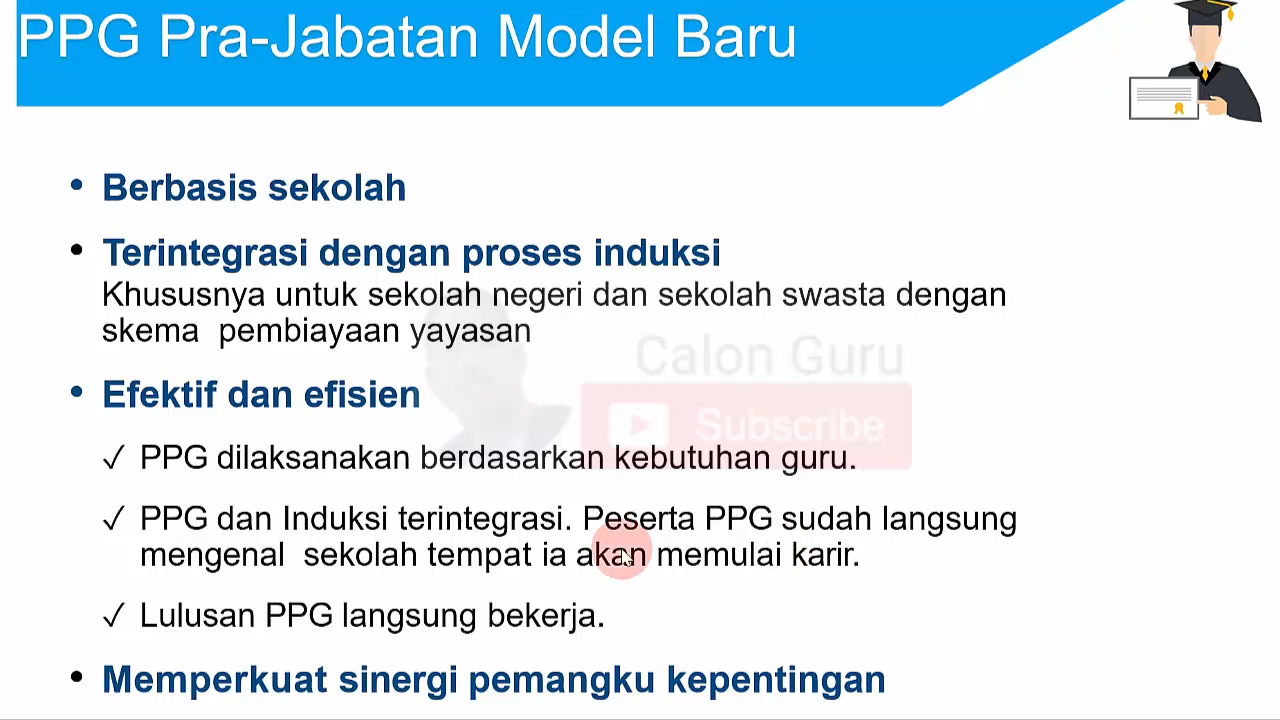 PPG Pra-Jabatan Model Baru
• Berbasis sekolah
• Terintegrasi dengan proses induksi
Khususnya untuk sekolah negeri dan sekolah swasta dengan
skema pembiayaan yayasan
Calon Guru
• Efektif dan efisien
Subscribe
✓ PPG dilaksanakan berdasarkan kebutuhan guru.
✓ PPG dan Induksi terintegrasi. Peserta PPG sudah langsung
mengenal sekolah tempat ia akan memulai karir.
✓ Lulusan PPG langsung bekerja.
• Memperkuat sinergi pemangku kepentingan